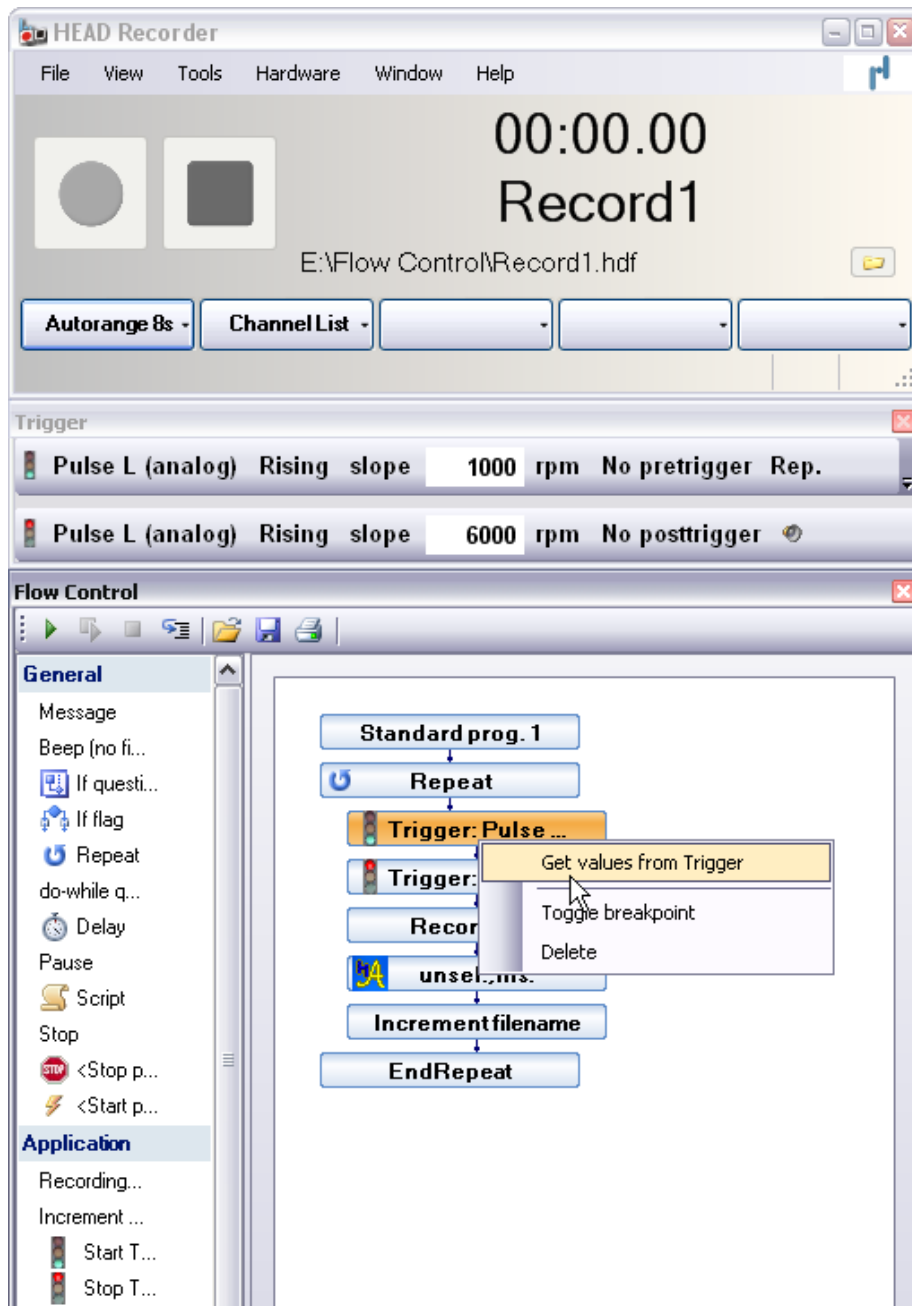 HEAD Recorder
File View Tools Hardware Window Help
00:00.00
Record1
E:\Flow Control\Record1.hdf
Autorange 8s Channel List
Trigger
Pulse L (analog) Rising slope 1000 rpm No pretrigger Rep.
Pulse L (analog) Rising slope 6000 rpm No posttrigger
Flow Control
General
Message
Beep (no fi...
If questi...
If flag
Repeat
do-while q...
Delay
Pause
Script
Stop
STOP <Stop p...
<Start p...
Application
Recording...
Increment ...
Start T...
Stop T...
Standard prog. 1
Repeat
Trigger: Pulse ...
Trigger:
Recor
unsel.,ms.
Increment filename
EndRepeat
Get values from Trigger
Toggle breakpoint
Delete